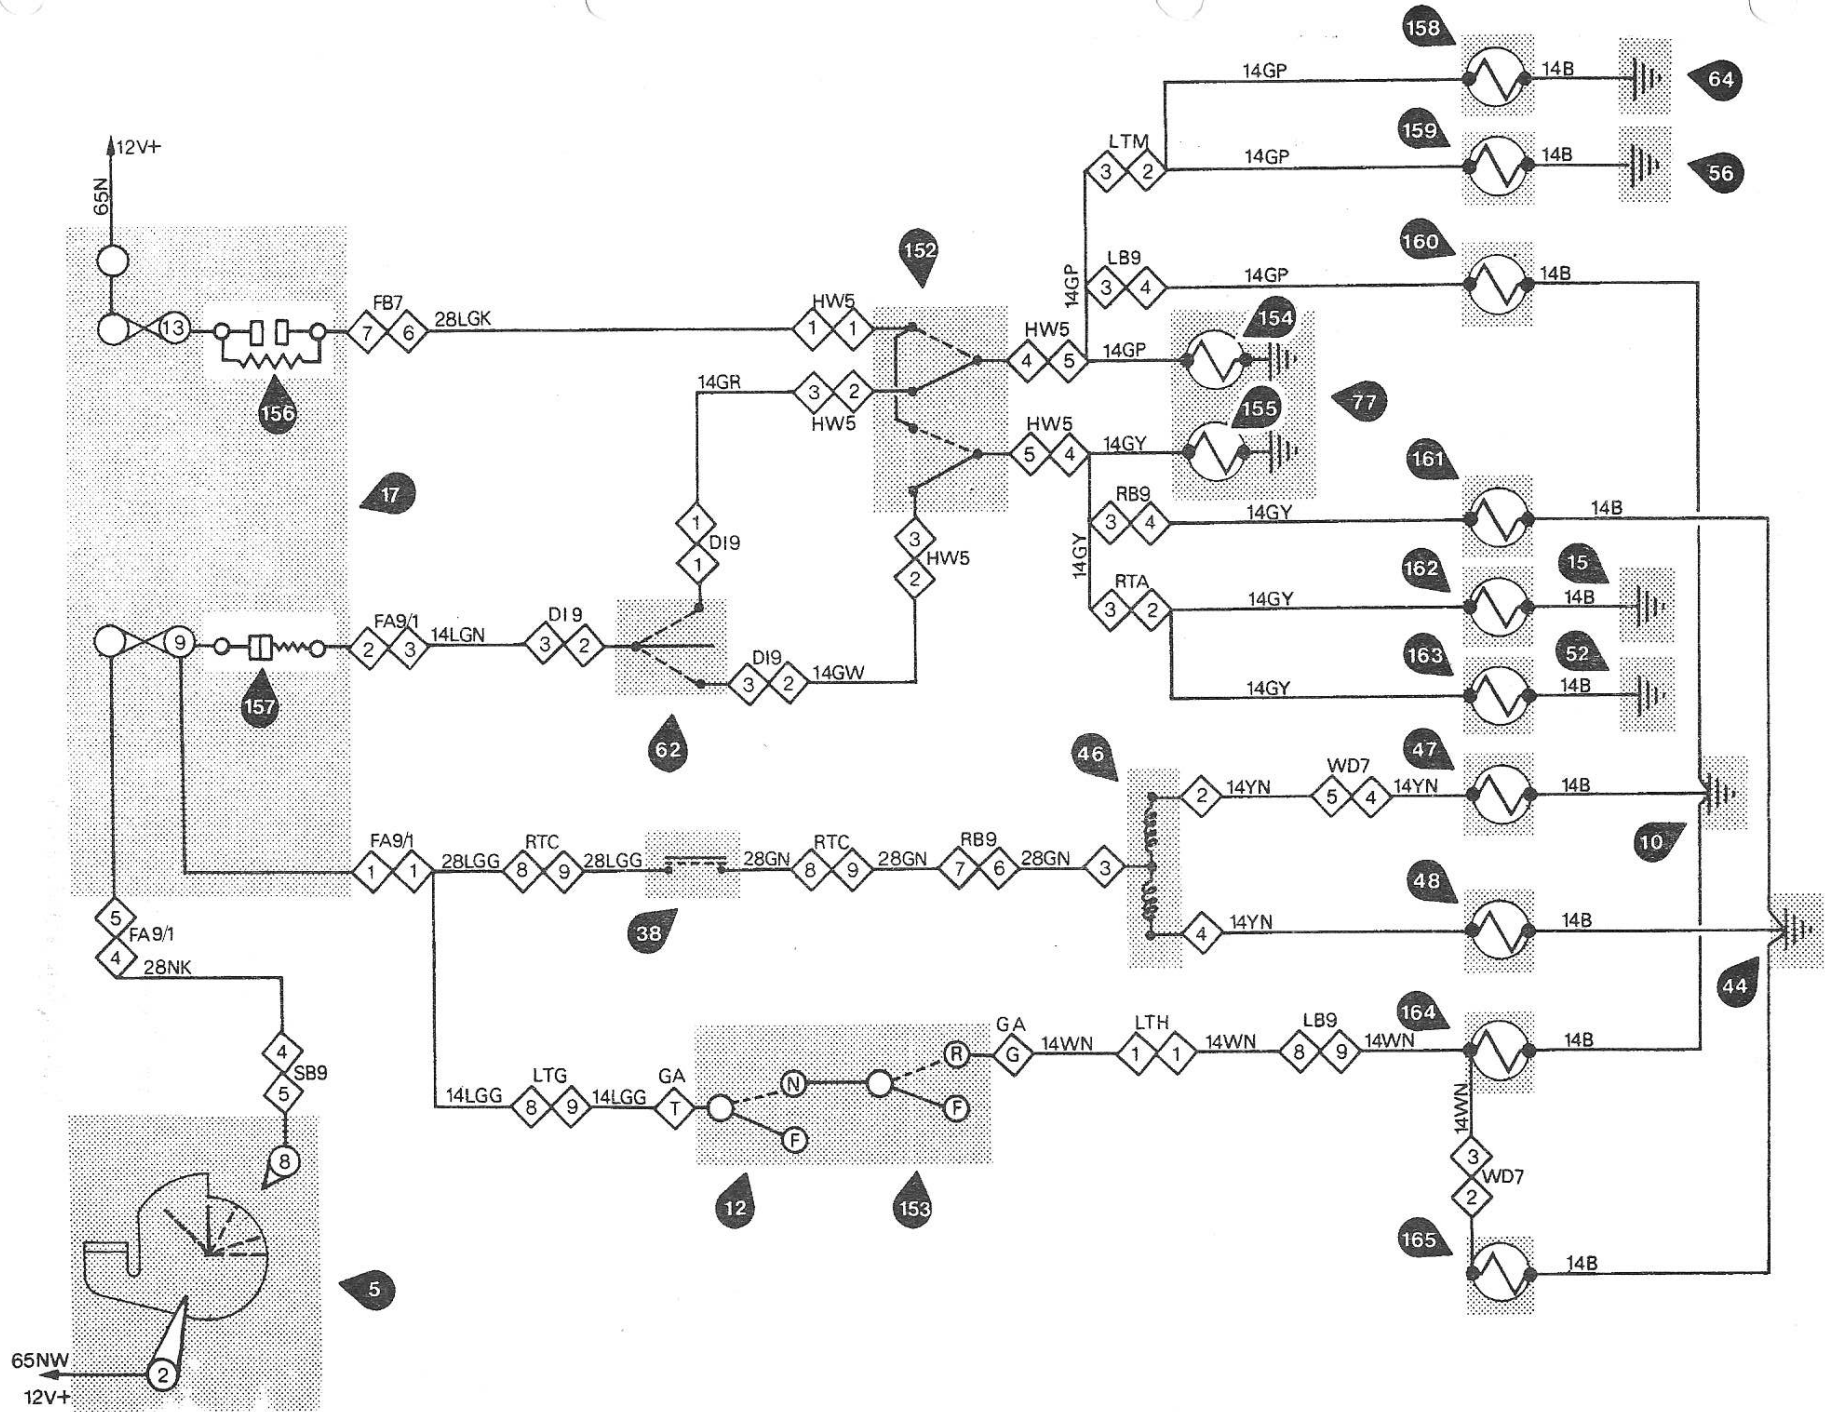 158
14GP
14B
64
159
12V+
LTM
3 2
14GP
14B
56
65N
152
160
LB9
3 4
14GP
14B
14GP
13
FB7
7 6
28LGK
HW5
1 1
HW5
4 5
14GP
154
156
14GR
3 2
HW5
155
77
HW5
5 4
14GY
17
161
RB9
3 4
14GY
14B
1
DI9
1
3
HW5
2
14GY
162
15
RTA
3 2
14GY
14B
9
FA9/1
2 3
14LGN
DI9
3 2
163
52
157
DI9
3 2
14GW
14GY
14B
62
46
47
2
14YN
WD7
5 4
14YN
14B
10
FA9/1
1 1
28LGG
RTC
8 9
28LGG
28GN
RTC
8 9
28GN
RB9
7 6
28GN
3
48
38
5
FA9/1
4
28NK
4
14YN
14B
44
164
4
SB9
5
GA
R
G
14WN
LTH
1 1
14WN
LB9
8 9
14WN
14B
14LGG
LTG
8 9
14LGG
GA
T
N
F
F
14WN
8
12
153
3
WD7
2
165
14B
5
65NW
2
12V+